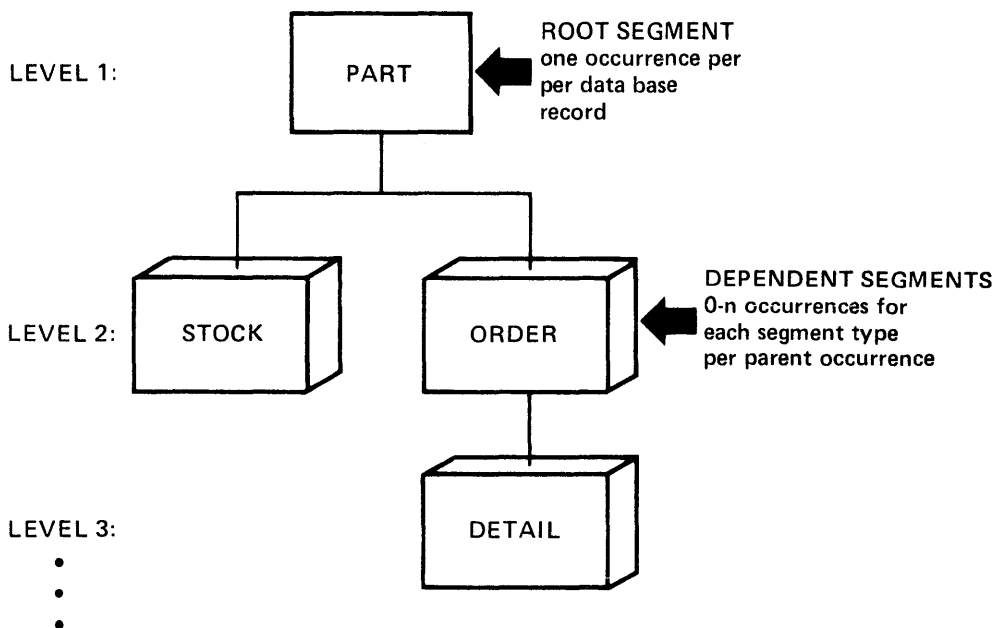 LEVEL 1:
PART
ROOT SEGMENT
one occurrence per
per data base
record
LEVEL 2:
STOCK
ORDER
DEPENDENT SEGMENTS
0-n occurrences for
each segment type
per parent occurrence
LEVEL 3:
DETAIL